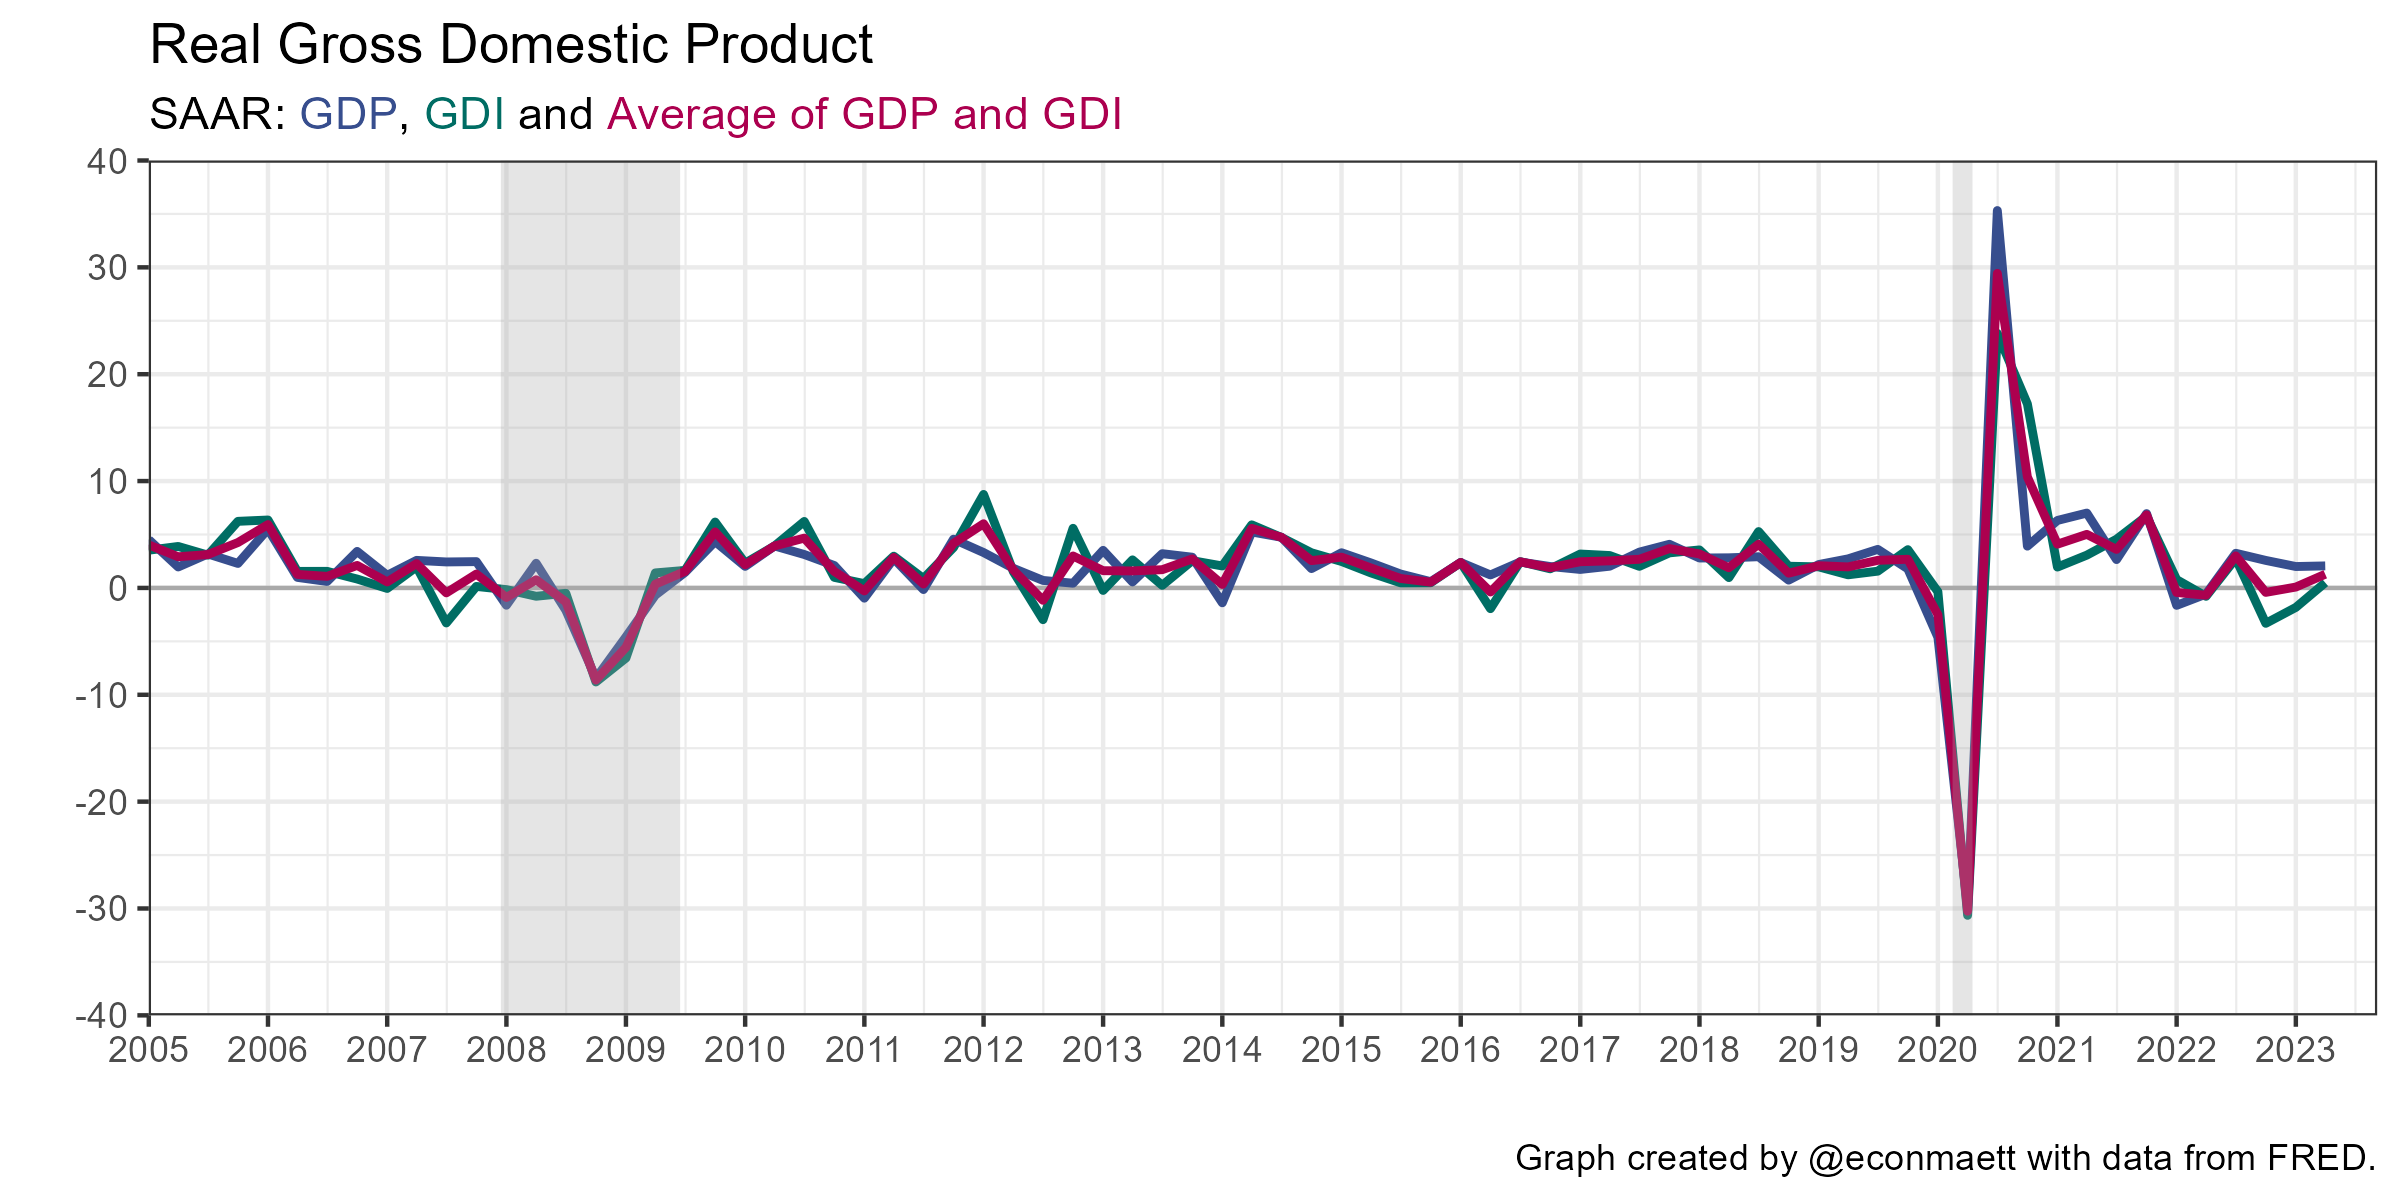 Real Gross Domestic Product
SAAR: GDP, GDI and Average of GDP and GDI
40
30
20
10
0
-10
-20
-30
-40
2005 2006 2007 2008 2009 2010 2011 2012 2013 2014 2015 2016 2017 2018 2019 2020 2021 2022 2023
Graph created by @econmaett with data from FRED.